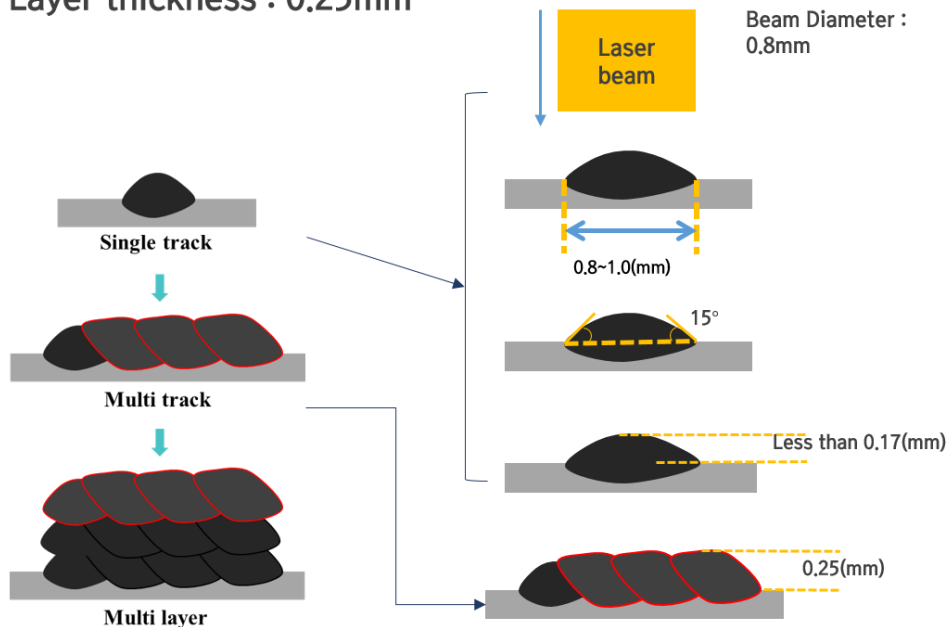 Layer thickness : 0.25mm
Beam Diameter :
0.8mm
Laser
beam
Single track
0.8~1.0(mm)
15°
Multi track
Less than 0.17(mm)
0.25(mm)
Multi layer